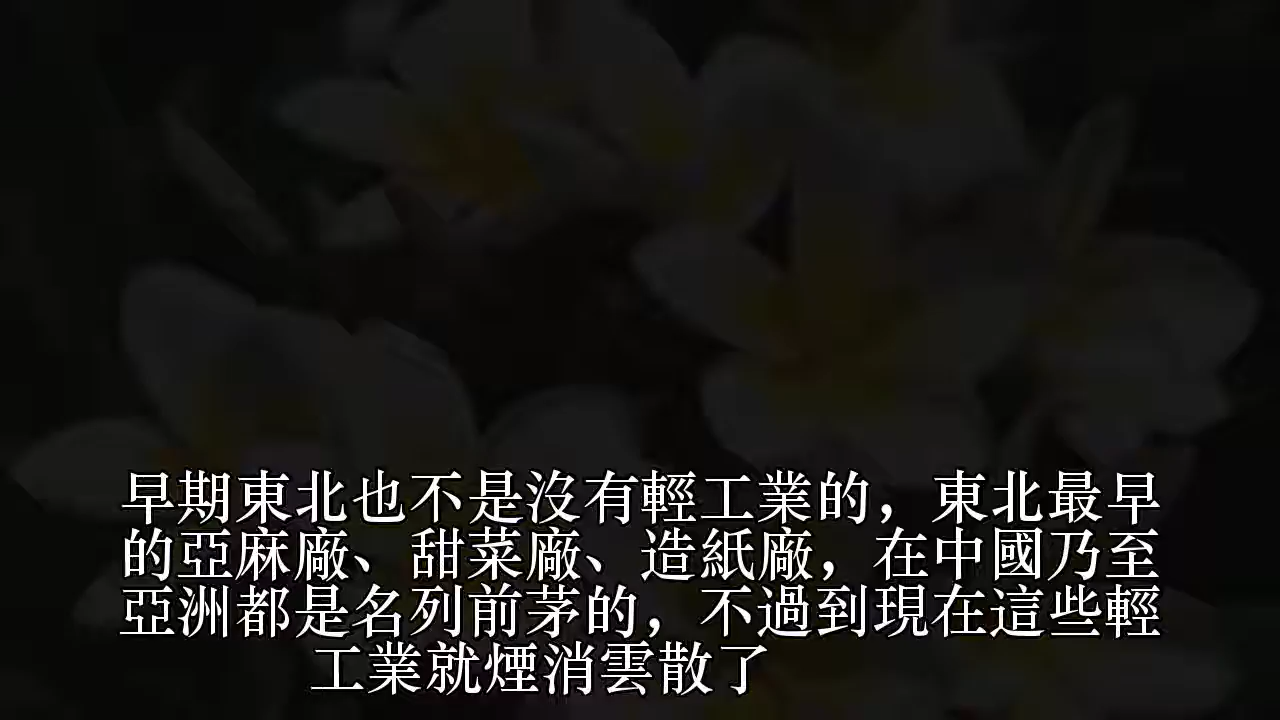 早期東北也不是沒有輕工業的，東北最早
的亞麻廠、甜菜廠、造紙廠，在中國乃至
亞洲都是名列前茅的，不過到現在這些輕
工業就煙消雲散了